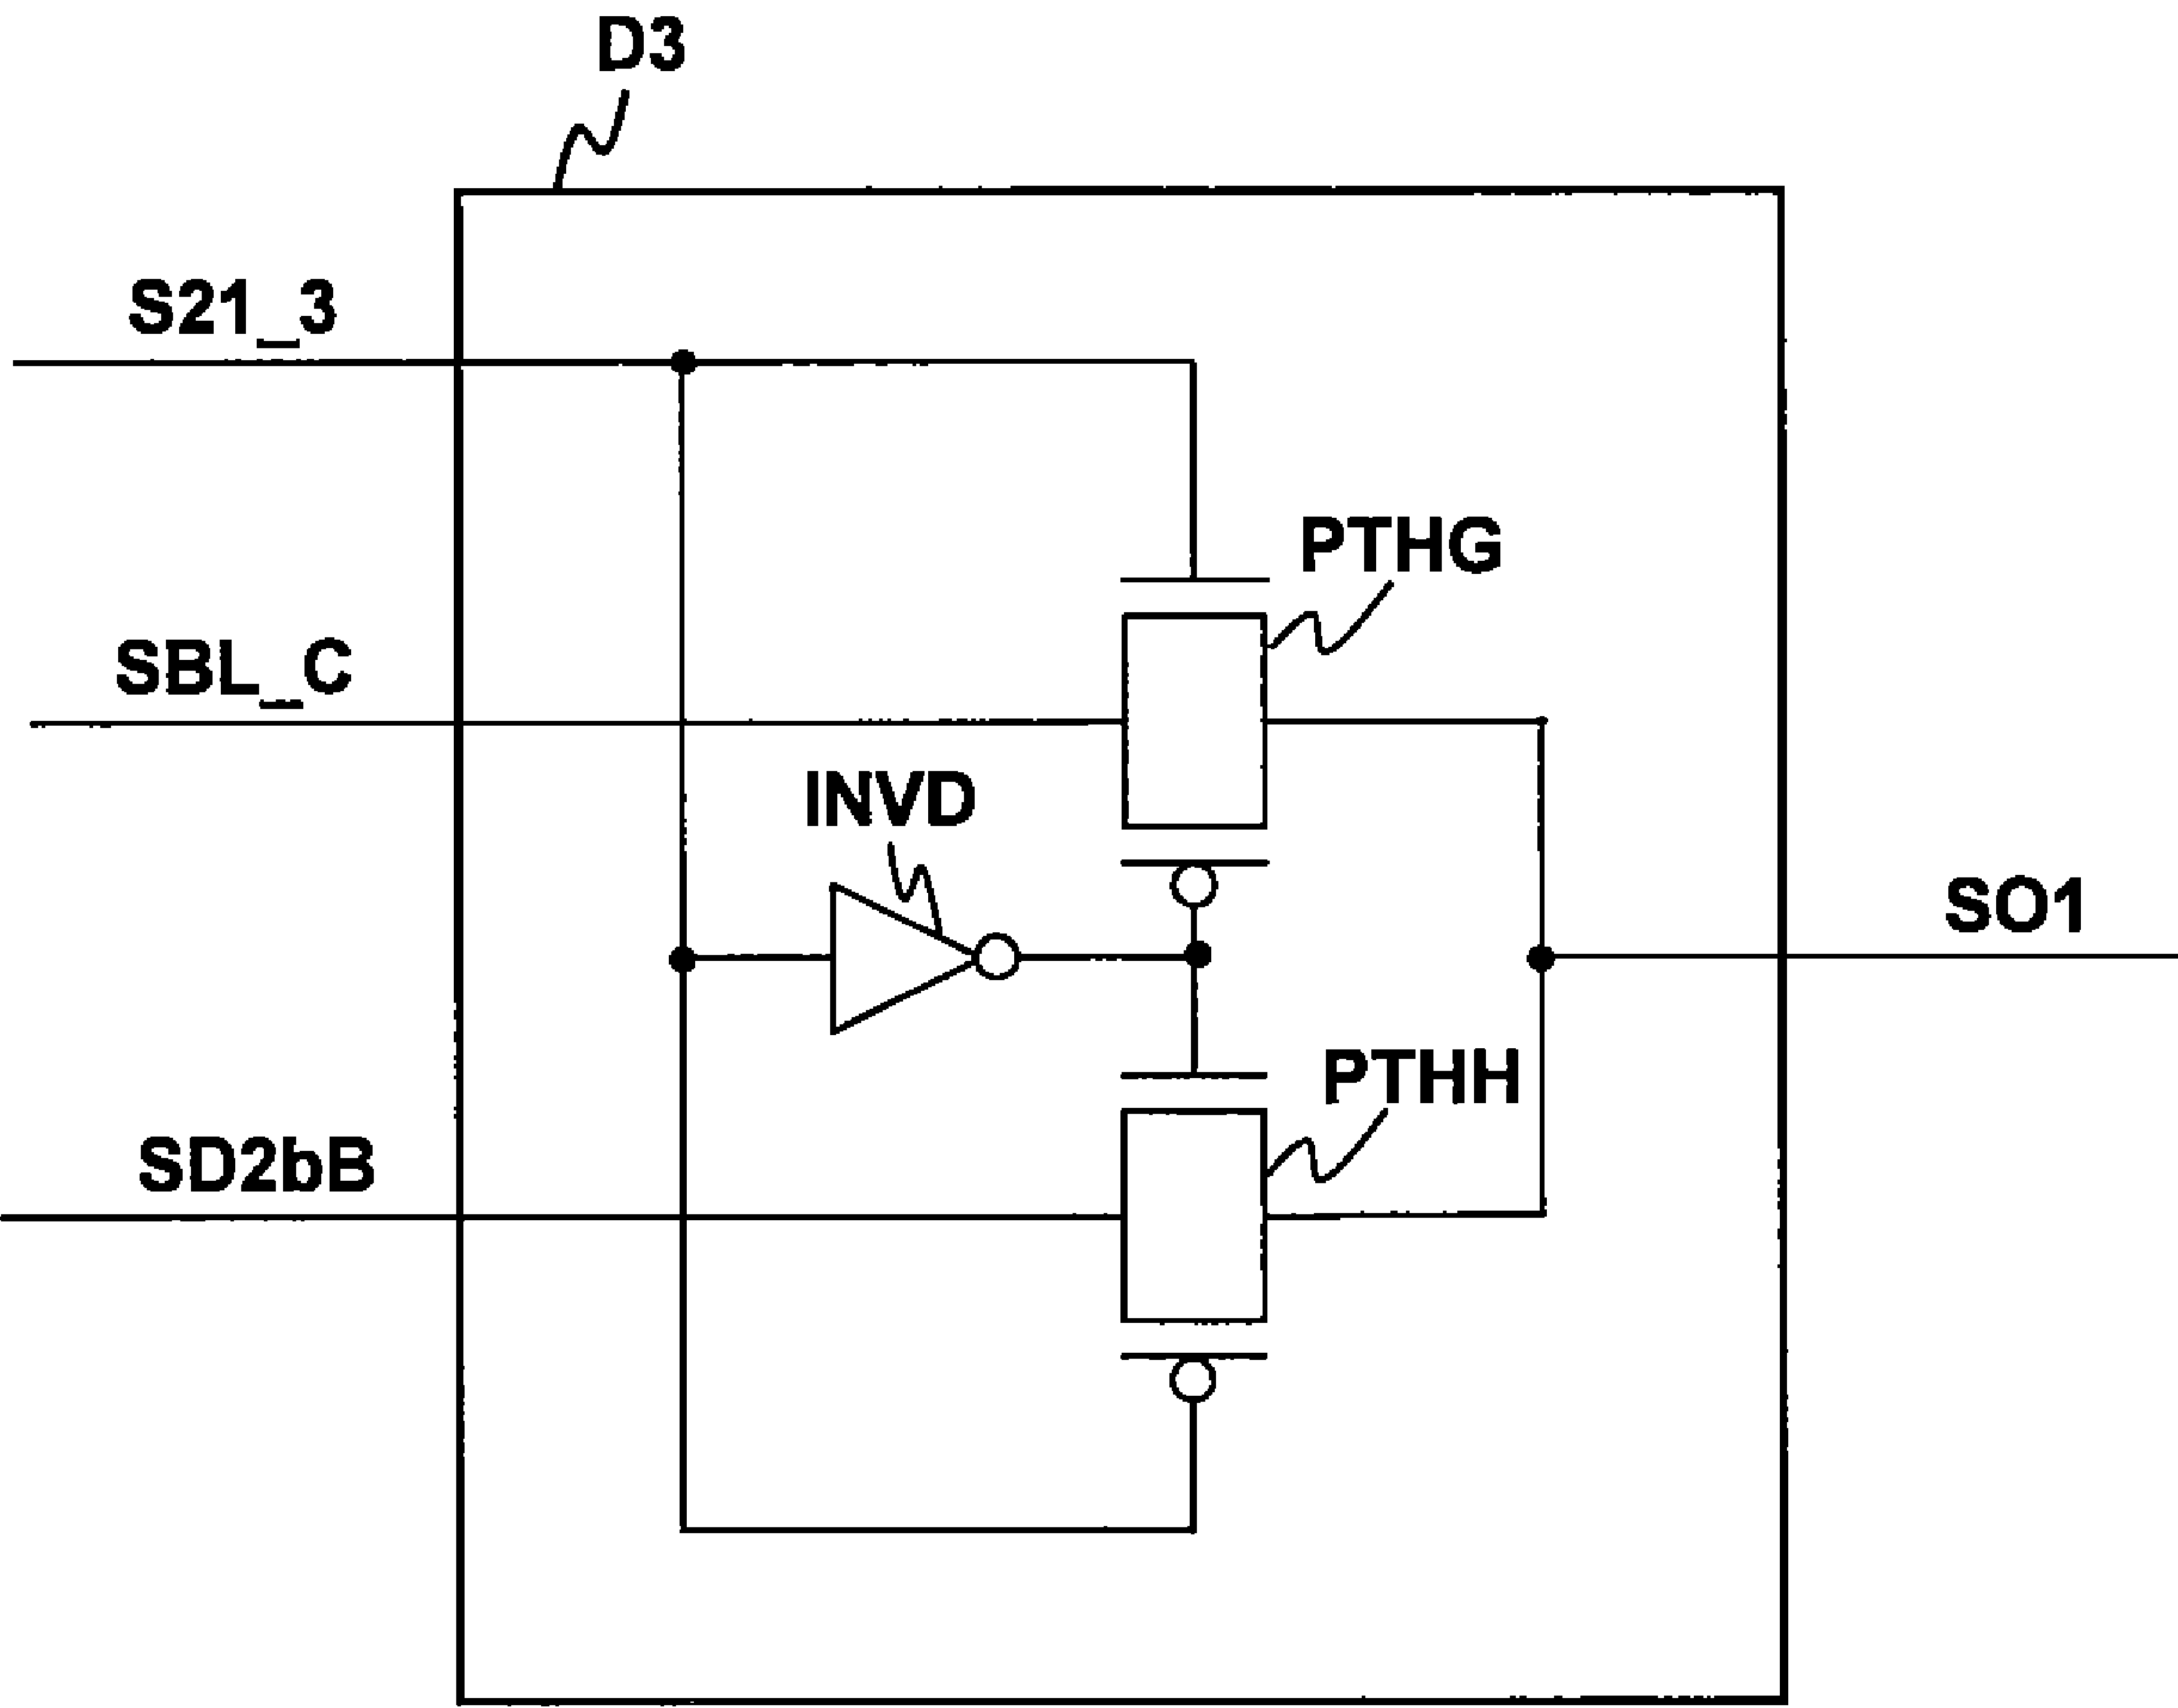 D3
S21_3
PTHG
SBL_C
INVD
SO1
PTHH
SD2bB